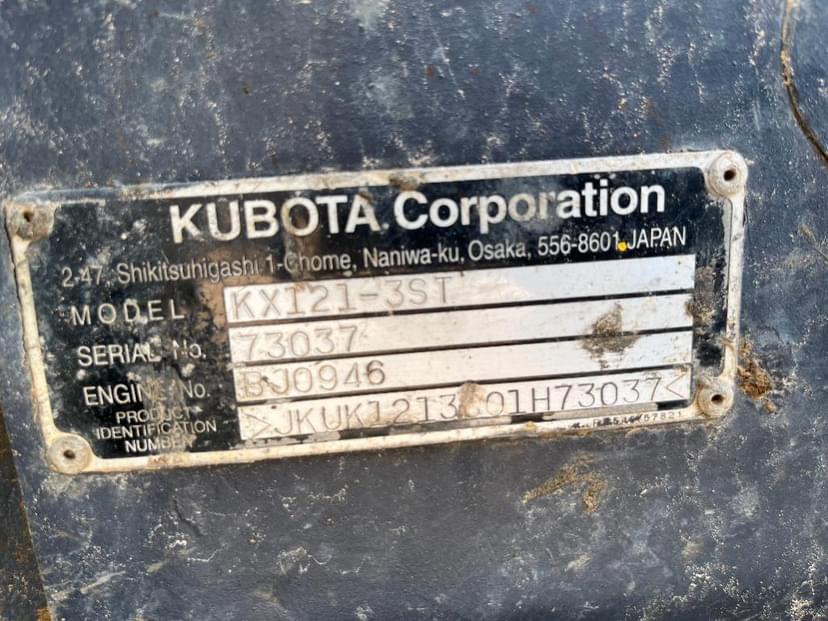 KUBOTA Corporation
2-47, Shikitsuhigashi 1-Chome, Naniwa-ku, Osaka, 556-8601 JAPAN
MODEL KX121-3ST
SERIAL No. 73037
ENGINE No. BJ0946
PRODUCT
IDENTIFICATION
NUMBER